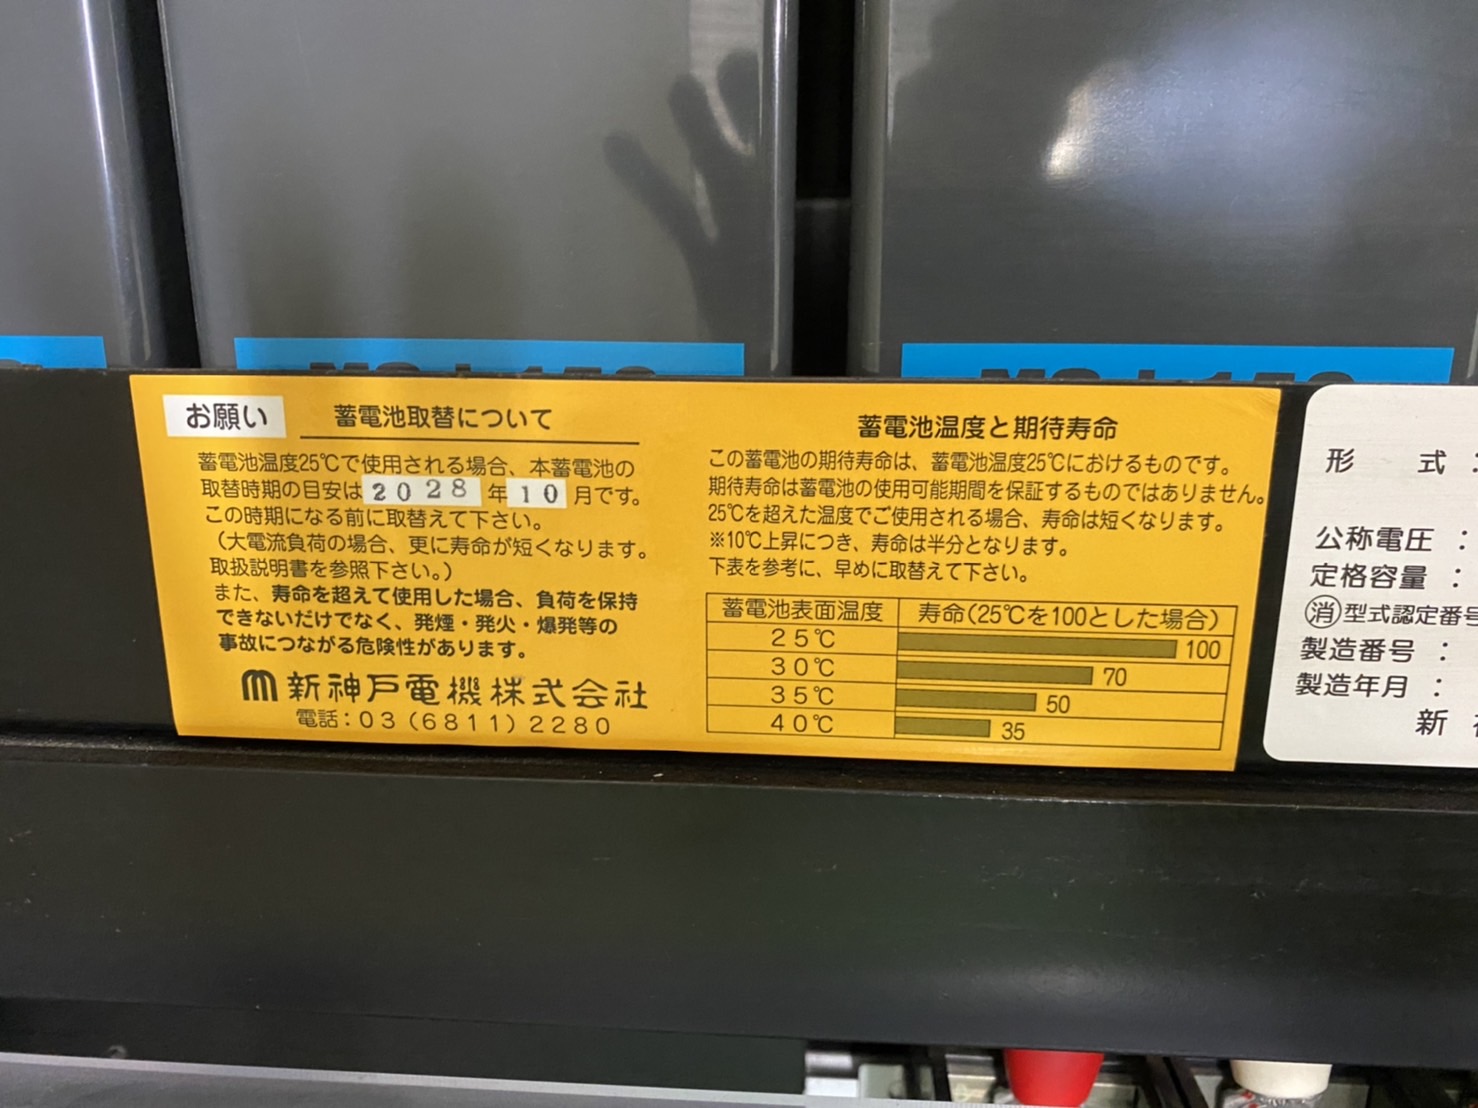 お願い 蓄電池取替について
蓄電池温度25℃で使用される場合、本蓄電池の
取替時期の目安は2028年10月です。
この時期になる前に取替えて下さい。
(大電流負荷の場合、更に寿命が短くなります。
取扱説明書を参照下さい。)
また、寿命を超えて使用した場合、負荷を保持
できないだけでなく、発煙・発火・爆発等の
事故につながる危険性があります。
新神戸電機株式会社
電話:03(6811)2280
蓄電池温度と期待寿命
この蓄電池の期待寿命は、蓄電池温度25℃におけるものです。
期待寿命は蓄電池の使用可能期間を保証するものではありません。
25℃を超えた温度でご使用される場合、寿命は短くなります。
※10℃上昇につき、寿命は半分となります。
下表を参考に、早めに取替えて下さい。
蓄電池表面温度 寿命(25℃を100とした場合)
25℃ 100
30℃ 70
35℃ 50
40℃ 35
形 式:
公称電圧:
定格容量:
㊤型式認定番号
製造番号:
製造年月:
新